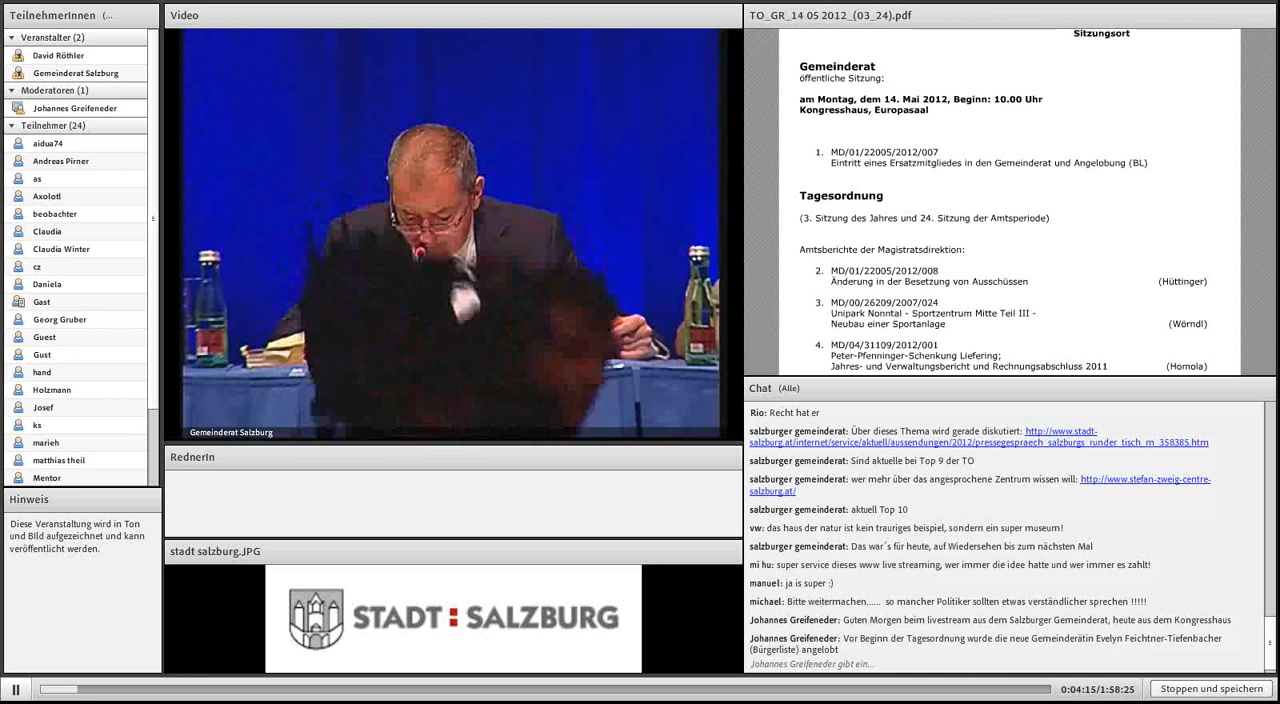 TeilnehmerInnen (...
Veranstalter (2)
David Röthler
Gemeinderat Salzburg
Moderatoren (1)
Johannes Greifeneder
Teilnehmer (24)
aidua74
Andreas Pirner
as
Axolotl
beobachter
Claudia
Claudia Winter
cz
Daniela
Gast
Georg Gruber
Guest
Gust
hand
Holzmann
Josef
ks
marieh
matthias theil
Mentor
Hinweis
Diese Veranstaltung wird in Ton
und BIld aufgezeichnet und kann
veröffentlicht werden.
Video
Gemeinderat Salzburg
RednerIn
stadt salzburg.JPG
STADT:SALZBURG
TO_GR_14 05 2012_(03_24).pdf
Sitzungsort
Gemeinderat
öffentliche Sitzung:
am Montag, dem 14. Mai 2012, Beginn: 10.00 Uhr
Kongresshaus, Europasaal
1. MD/01/22005/2012/007
Eintritt eines Ersatzmitgliedes in den Gemeinderat und Angelobung (BL)
Tagesordnung
(3. Sitzung des Jahres und 24. Sitzung der Amtsperiode)
Amtsberichte der Magistratsdirektion:
2. MD/01/22005/2012/008
Änderung in der Besetzung von Ausschüssen (Hüttinger)
3. MD/00/26209/2007/024
Unipark Nonntal - Sportzentrum Mitte Teil III -
Neubau einer Sportanlage (Wörndl)
4. MD/04/31109/2012/001
Peter-Pfenninger-Schenkung Liefering;
Jahres- und Verwaltungsbericht und Rechnungsabschluss 2011 (Homola)
Chat (Alle)
Rio: Recht hat er
salzburger gemeinderat: Über dieses Thema wird gerade diskutiert: http://www.stadt-
salzburg.at/internet/service/aktuell/aussendungen/2012/pressegespraech_salzburgs_runder_tisch_m_358385.htm
salzburger gemeinderat: Sind aktuelle bei Top 9 der TO
salzburger gemeinderat: wer mehr über das angesprochene Zentrum wissen will: http://www.stefan-zweig-centre-
salzburg.at/
salzburger gemeinderat: aktuell Top 10
vw: das haus der natur ist kein trauriges beispiel, sondern ein super museum!
salzburger gemeinderat: Das war´s für heute, auf Wiedersehen bis zum nächsten Mal
mi hu: super service dieses www live streaming, wer immer die idee hatte und wer immer es zahlt!
manuel: ja is super :)
michael: Bitte weitermachen...... so mancher Politiker sollten etwas verständlicher sprechen !!!!!
Johannes Greifeneder: Guten Morgen beim livestream aus dem Salzburger Gemeinderat, heute aus dem Kongresshaus
Johannes Greifeneder: Vor Beginn der Tagesordnung wurde die neue Gemeinderätin Evelyn Feichtner-Tiefenbacher
(Bürgerliste) angelobt
Johannes Greifeneder gibt ein...
0:04:15/1:58:25
Stoppen und speichern